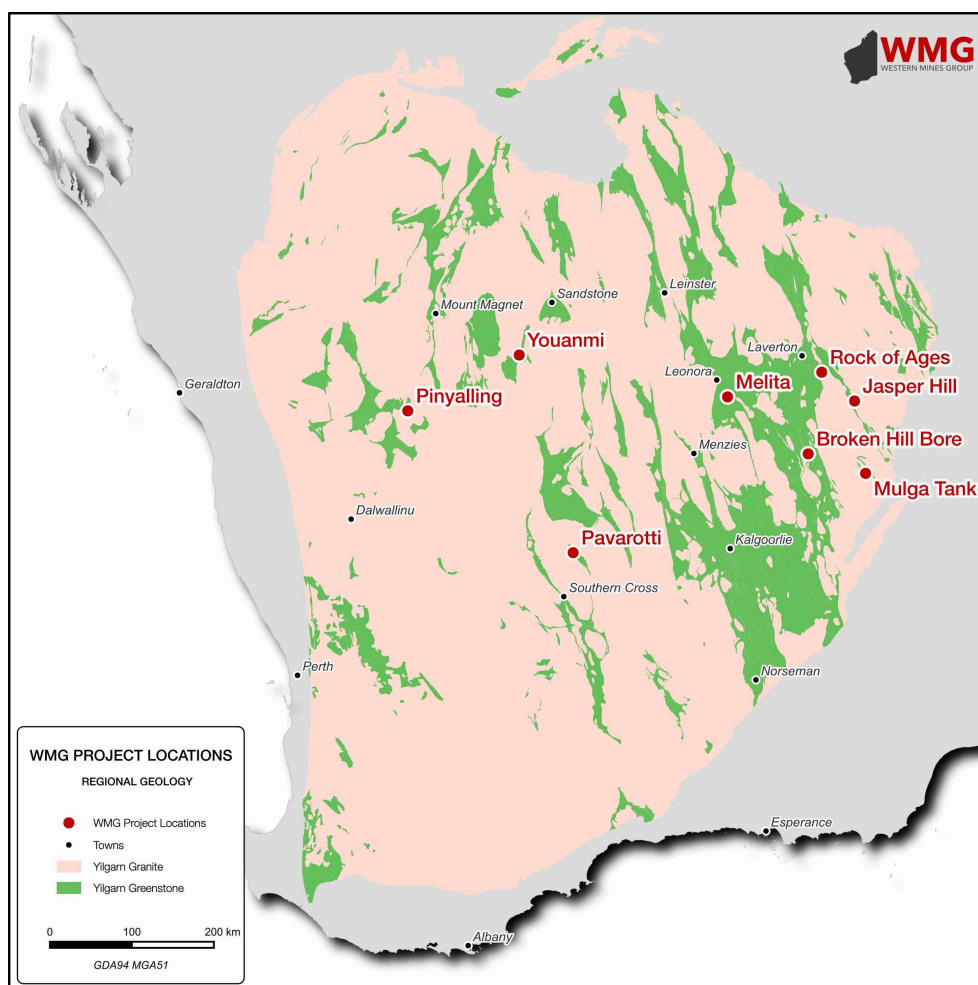 WMG
WESTERN MINES GROUP
Sandstone
Leinster
Mount Magnet
Youanmi
Laverton
Rock of Ages
Geraldton
Leonora
Melita
Jasper Hill
Pinyalling
Menzies
Broken Hill Bore
Mulga Tank
Dalwallinu
Pavarotti
Kalgoorlie
Southern Cross
Perth
Norseman
WMG PROJECT LOCATIONS
REGIONAL GEOLOGY
WMG Project Locations
Towns
Yilgarn Granite
Yilgarn Greenstone
0 100 200 km
GDA94 MGA51
Esperance
Albany